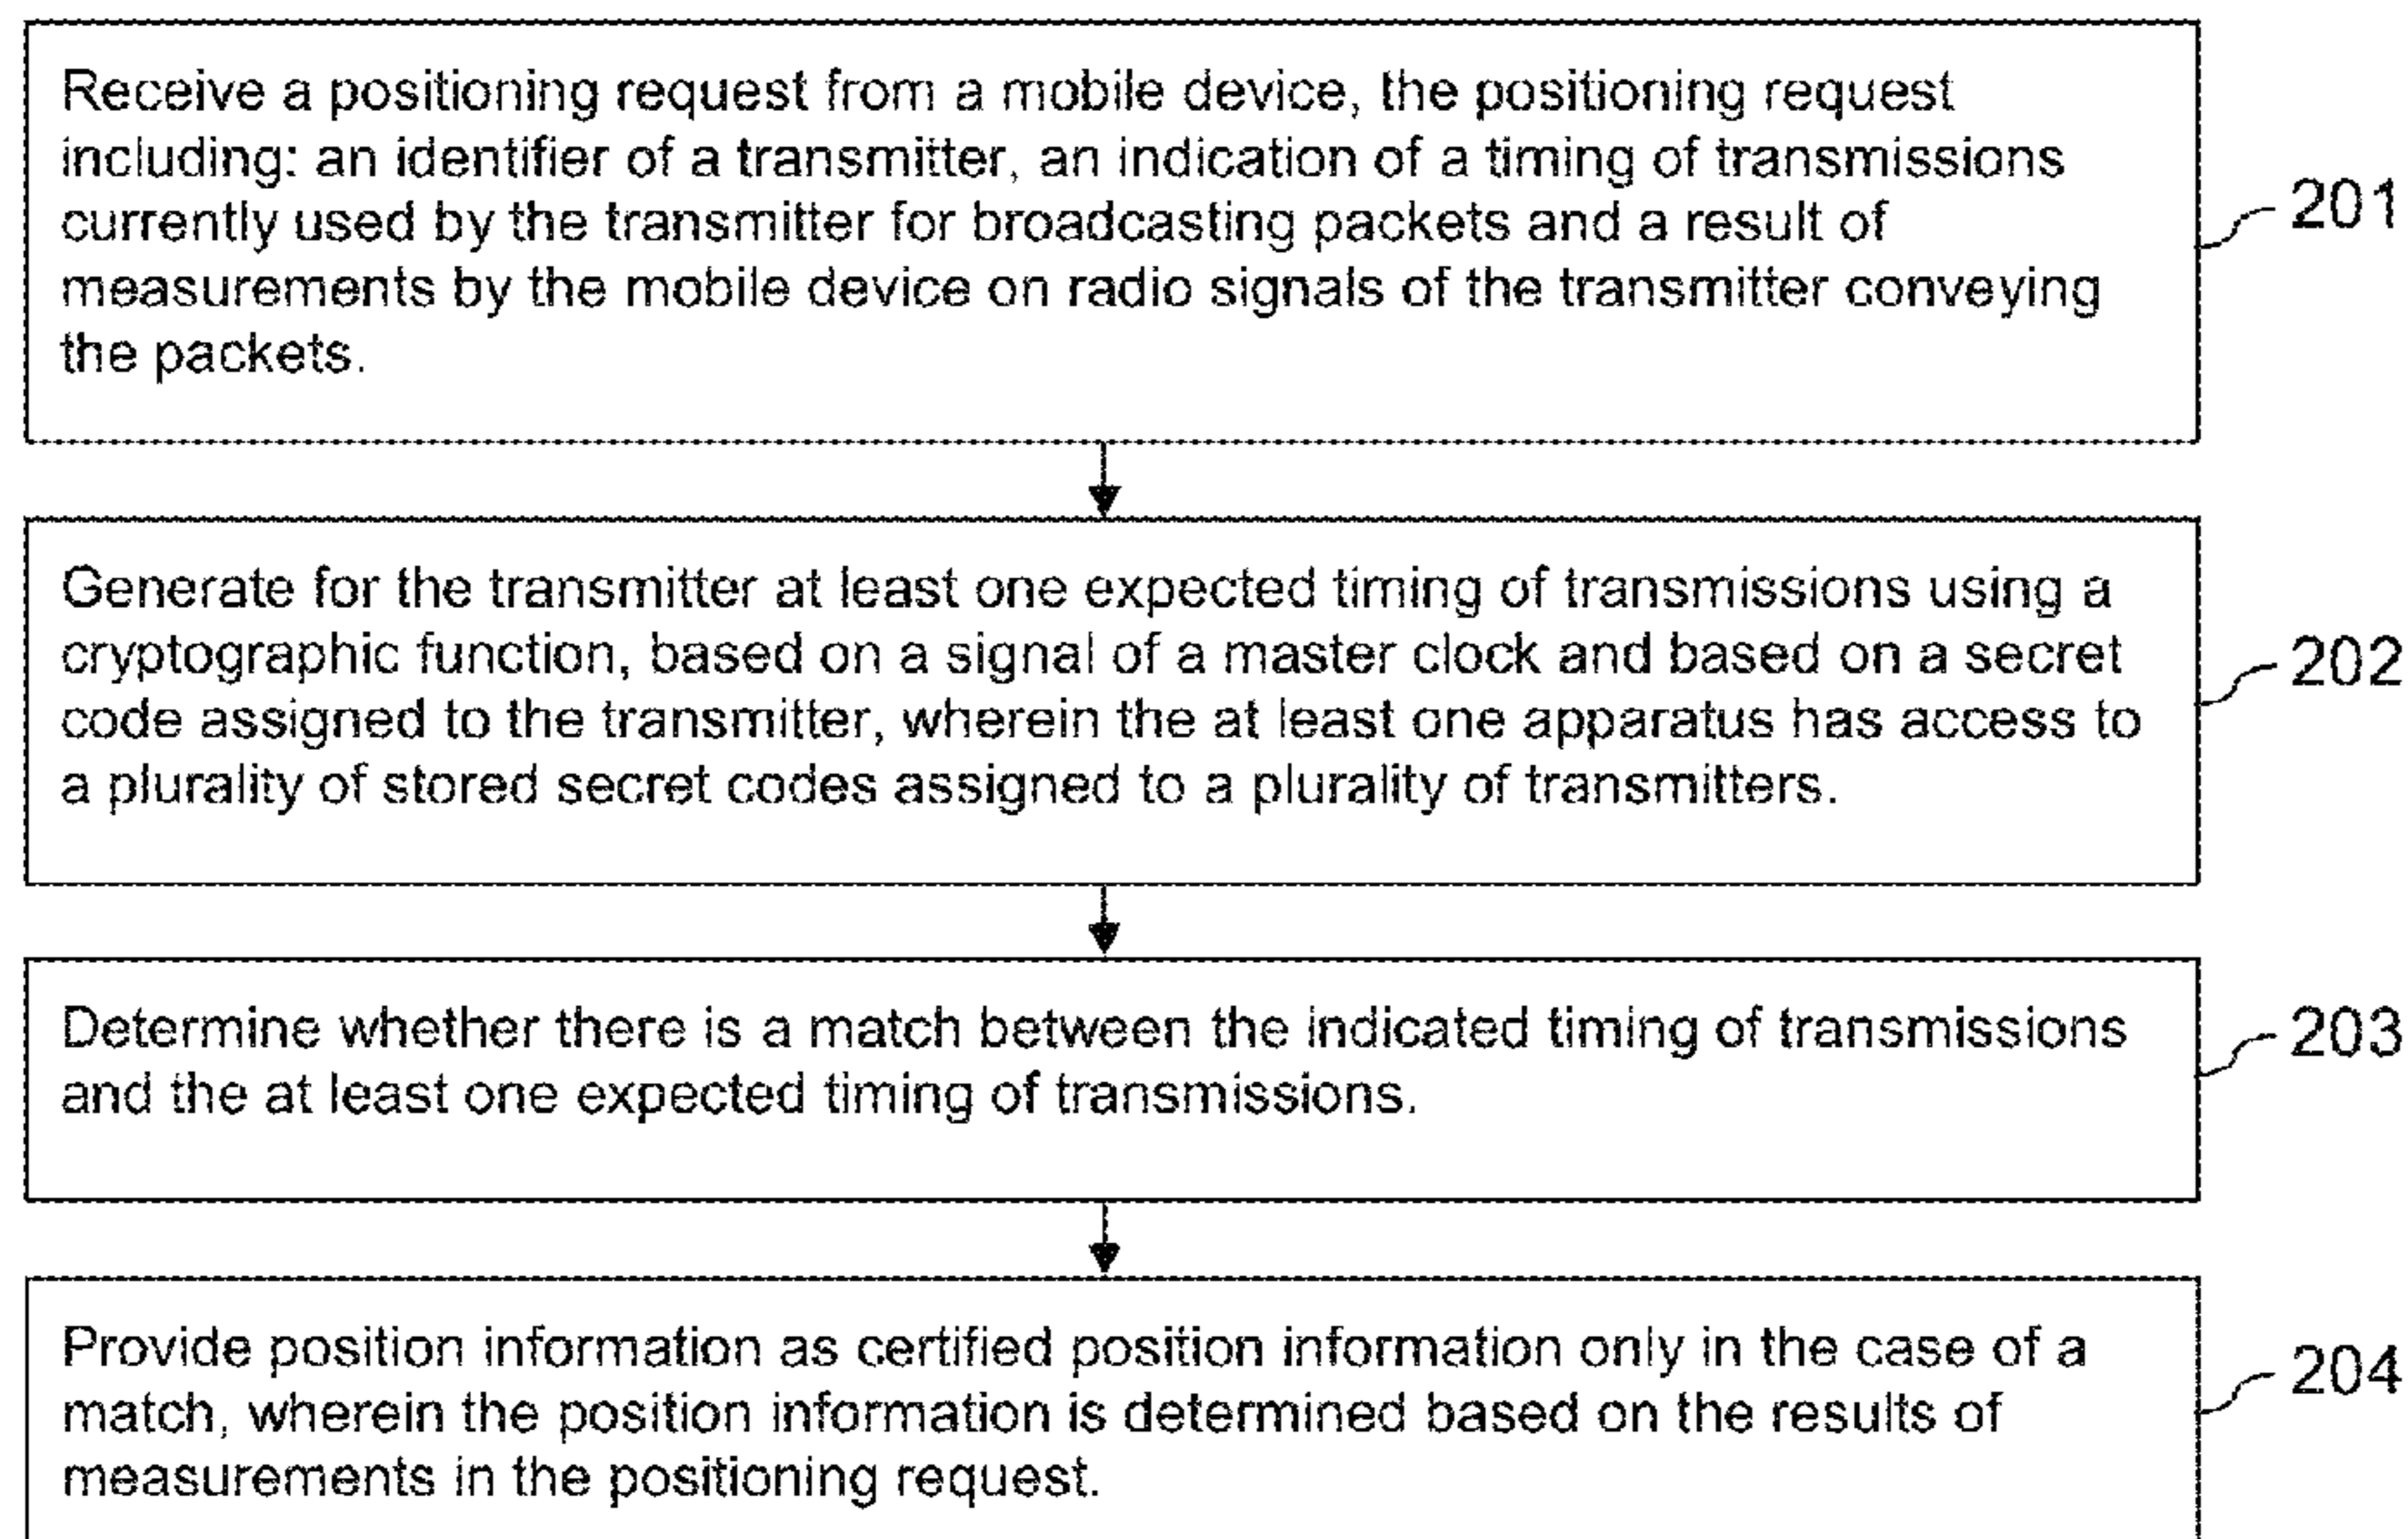 Receive a positioning request from a mobile device, the positioning request
including: an identifier of a transmitter, an indication of a timing of transmissions
currently used by the transmitter for broadcasting packets and a result of
measurements by the mobile device on radio signals of the transmitter conveying
the packets.
201
Generate for the transmitter at least one expected timing of transmissions using a
cryptographic function, based on a signal of a master clock and based on a secret
code assigned to the transmitter, wherein the at least one apparatus has access to
a plurality of stored secret codes assigned to a plurality of transmitters.
202
Determine whether there is a match between the indicated timing of transmissions
and the at least one expected timing of transmissions.
203
Provide position information as certified position information only in the case of a
match, wherein the position information is determined based on the results of
measurements in the positioning request.
204